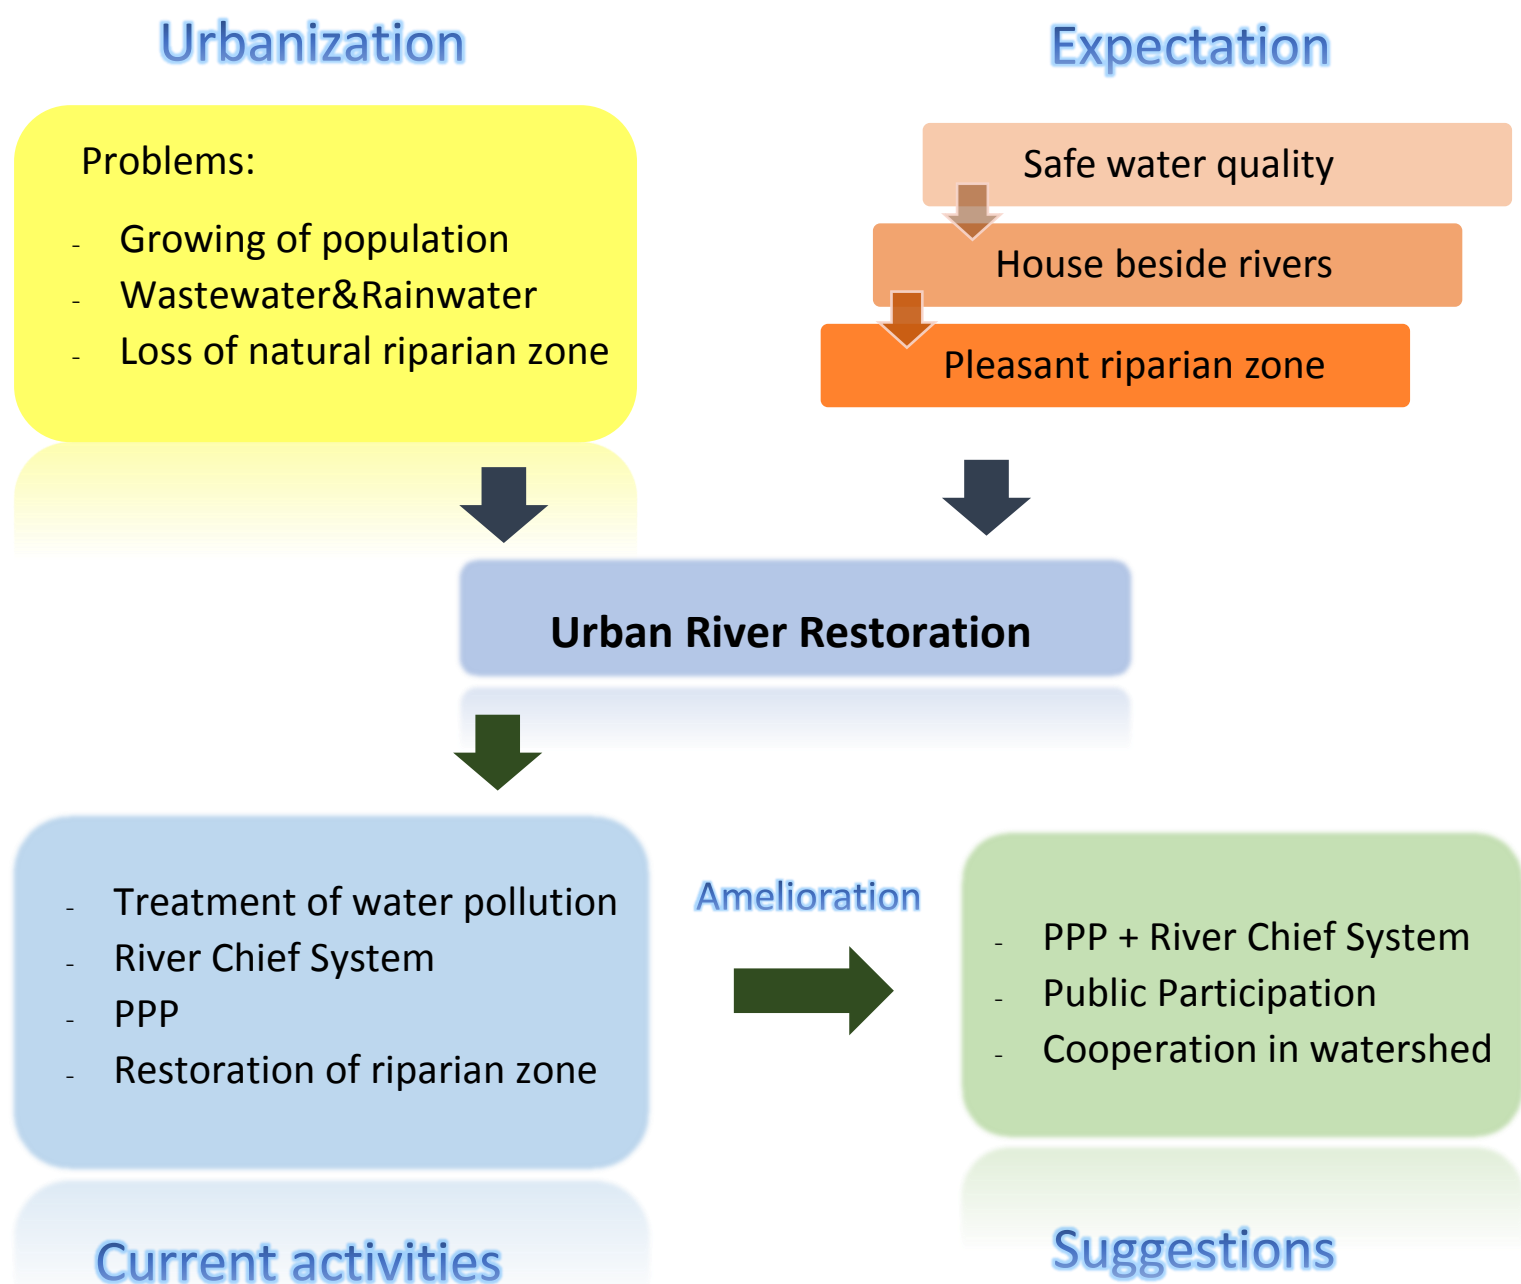 Urbanization
Problems:
- Growing of population
- Wastewater&Rainwater
- Loss of natural riparian zone
Expectation
Safe water quality
House beside rivers
Pleasant riparian zone
Urban River Restoration
- Treatment of water pollution
- River Chief System
- PPP
- Restoration of riparian zone
Current activities
Amelioration
- PPP + River Chief System
- Public Participation
- Cooperation in watershed
Suggestions